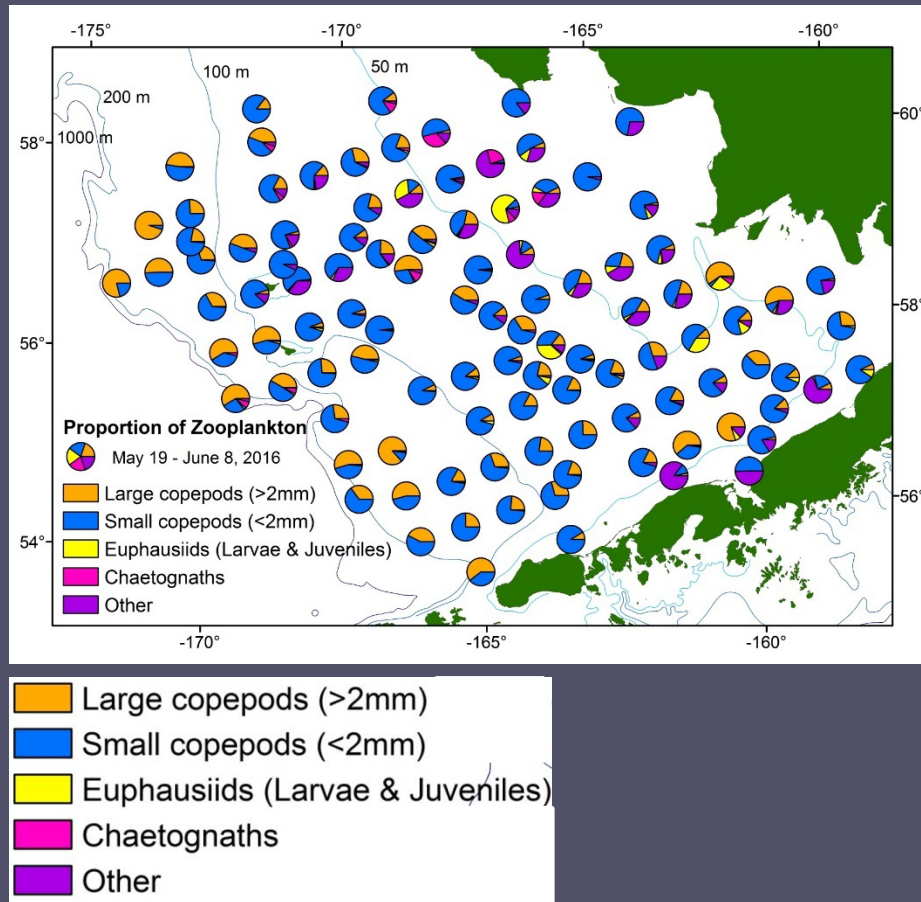 -175°
-170°
-165°
-160°
50 m
100 m
200 m
1000 m
58°
60°
58°
56°
56°
54°
Proportion of Zooplankton
May 19 - June 8, 2016
Large copepods (>2mm)
Small copepods (<2mm)
Euphausiids (Larvae & Juveniles)
Chaetognaths
Other
-170°
-165°
-160°
Large copepods (>2mm)
Small copepods (<2mm)
Euphausiids (Larvae & Juveniles)
Chaetognaths
Other